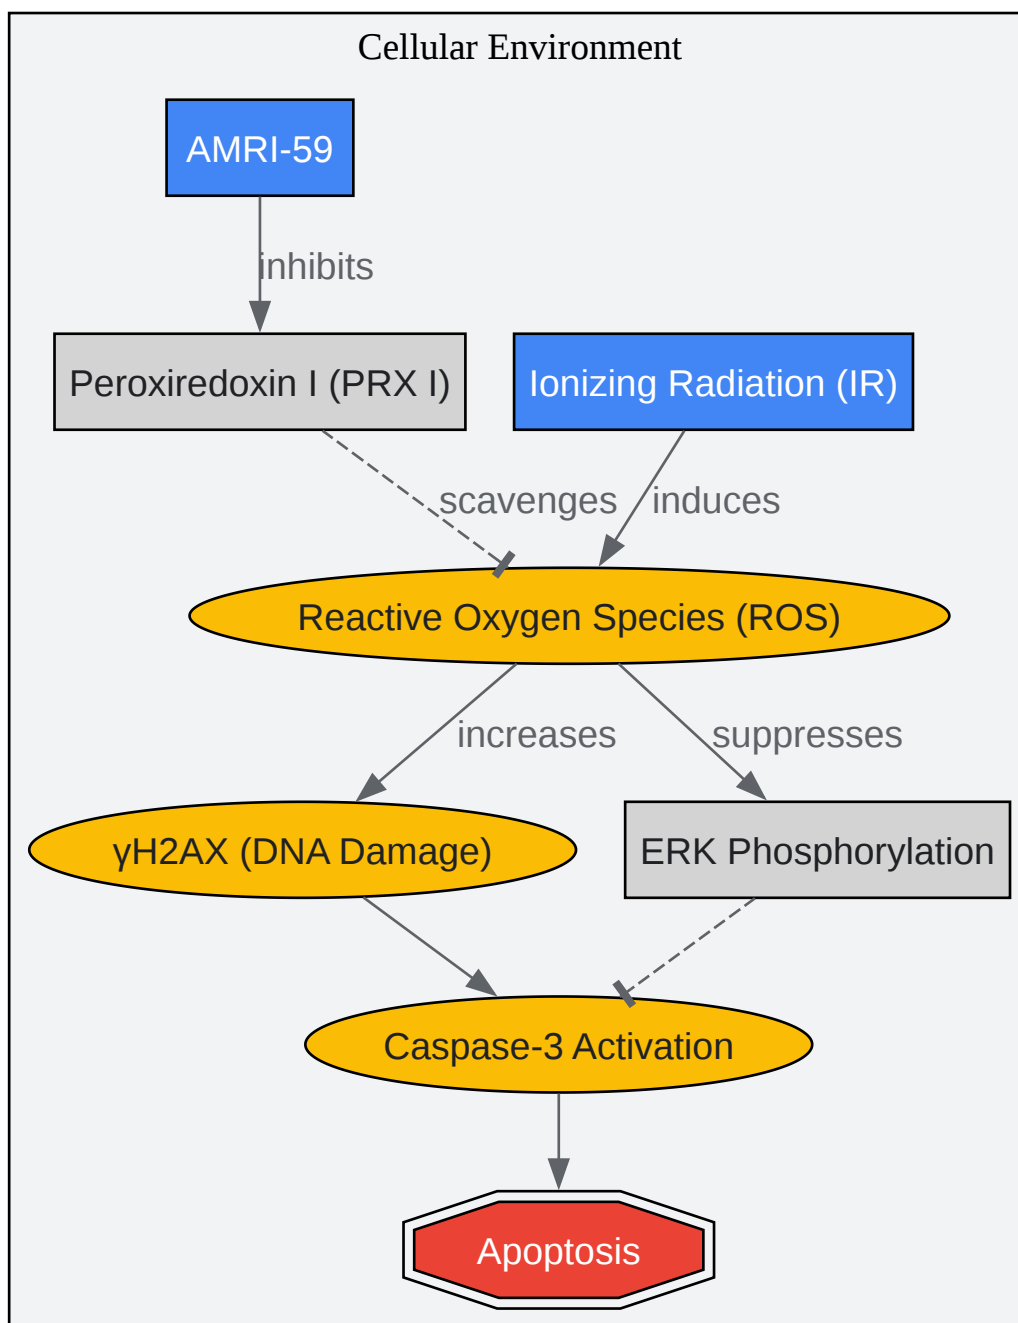 Cellular Environment
AMRI-59
inhibits
Peroxiredoxin I (PRX I)
Ionizing Radiation (IR)
scavenges
induces
Reactive Oxygen Species (ROS)
increases
suppresses
γH2AX (DNA Damage)
ERK Phosphorylation
Caspase-3 Activation
Apoptosis